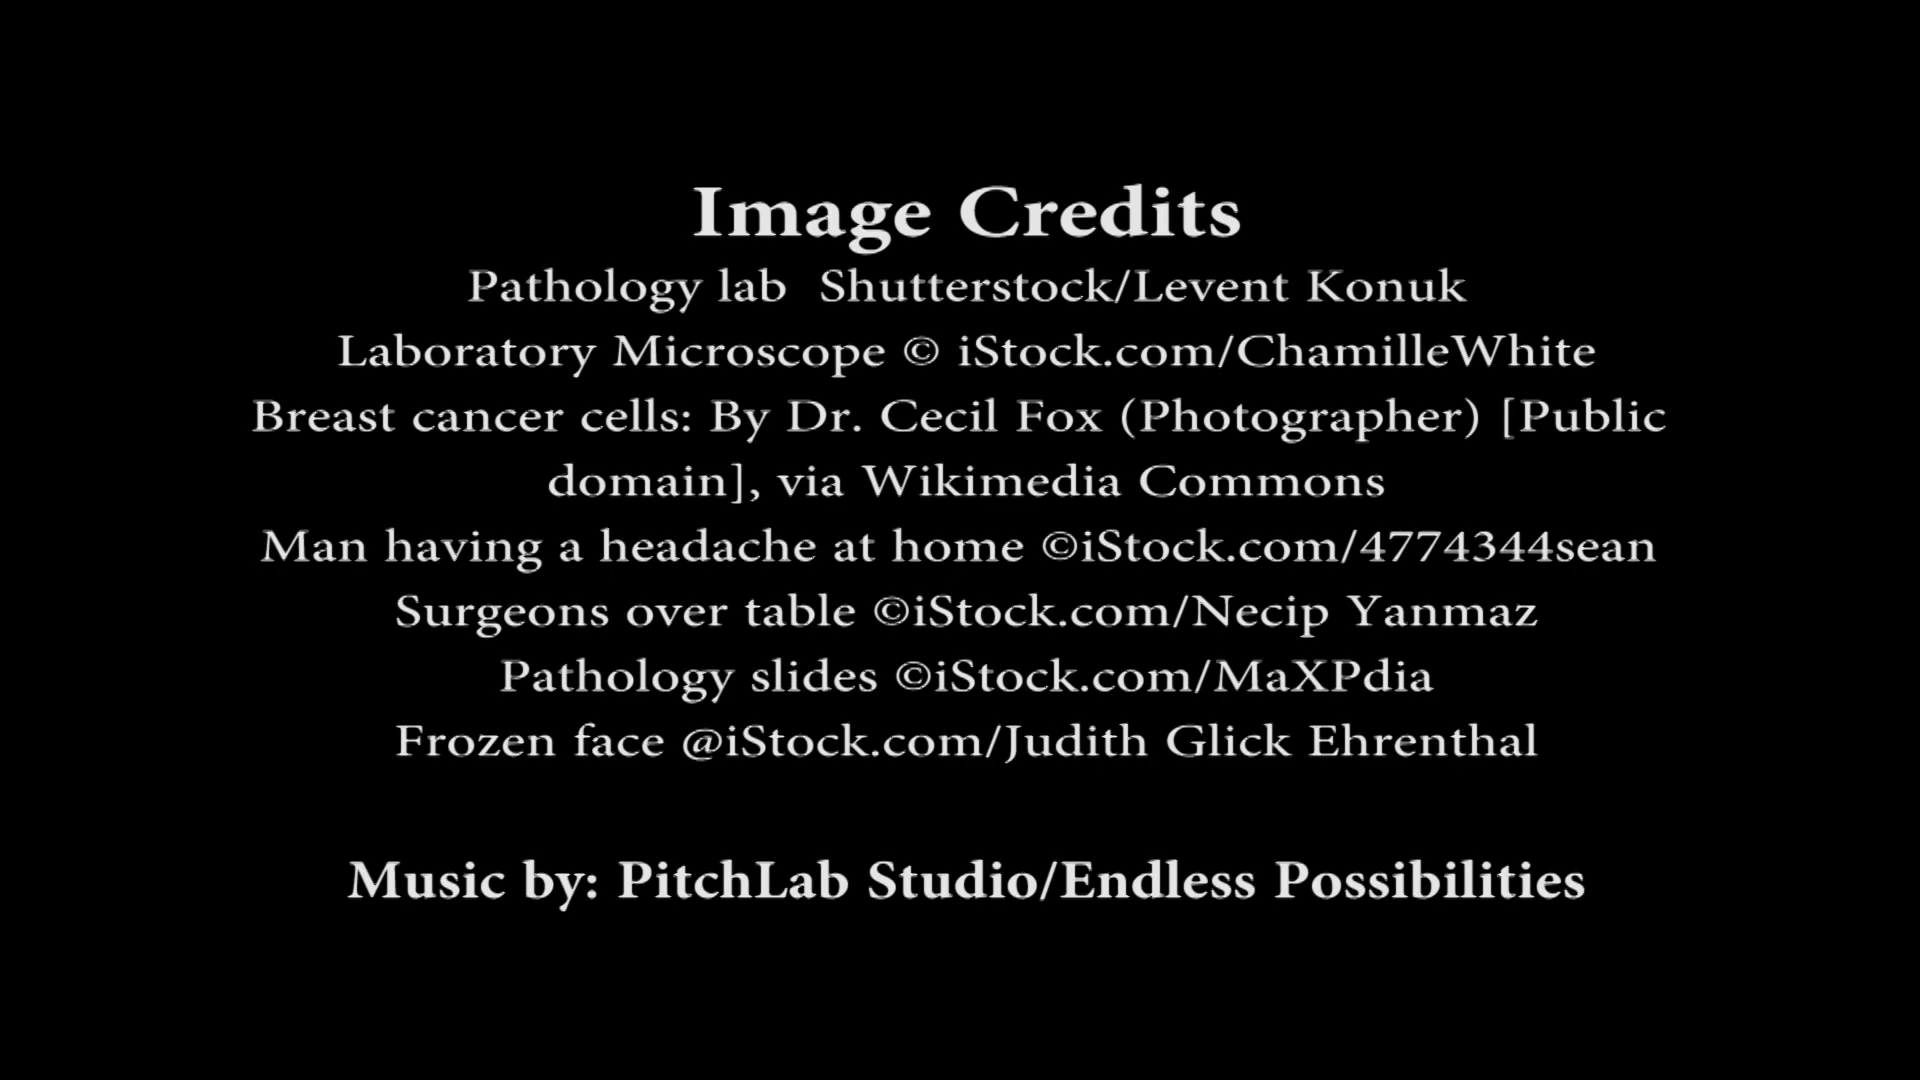 Image Credits
Pathology lab  Shutterstock/Levent Konuk
Laboratory Microscope © iStock.com/ChamilleWhite
Breast cancer cells: By Dr. Cecil Fox (Photographer) [Public
domain], via Wikimedia Commons
Man having a headache at home ©iStock.com/4774344sean
Surgeons over table ©iStock.com/Necip Yanmaz
Pathology slides ©iStock.com/MaXPdia
Frozen face @iStock.com/Judith Glick Ehrenthal
Music by: PitchLab Studio/Endless Possibilities